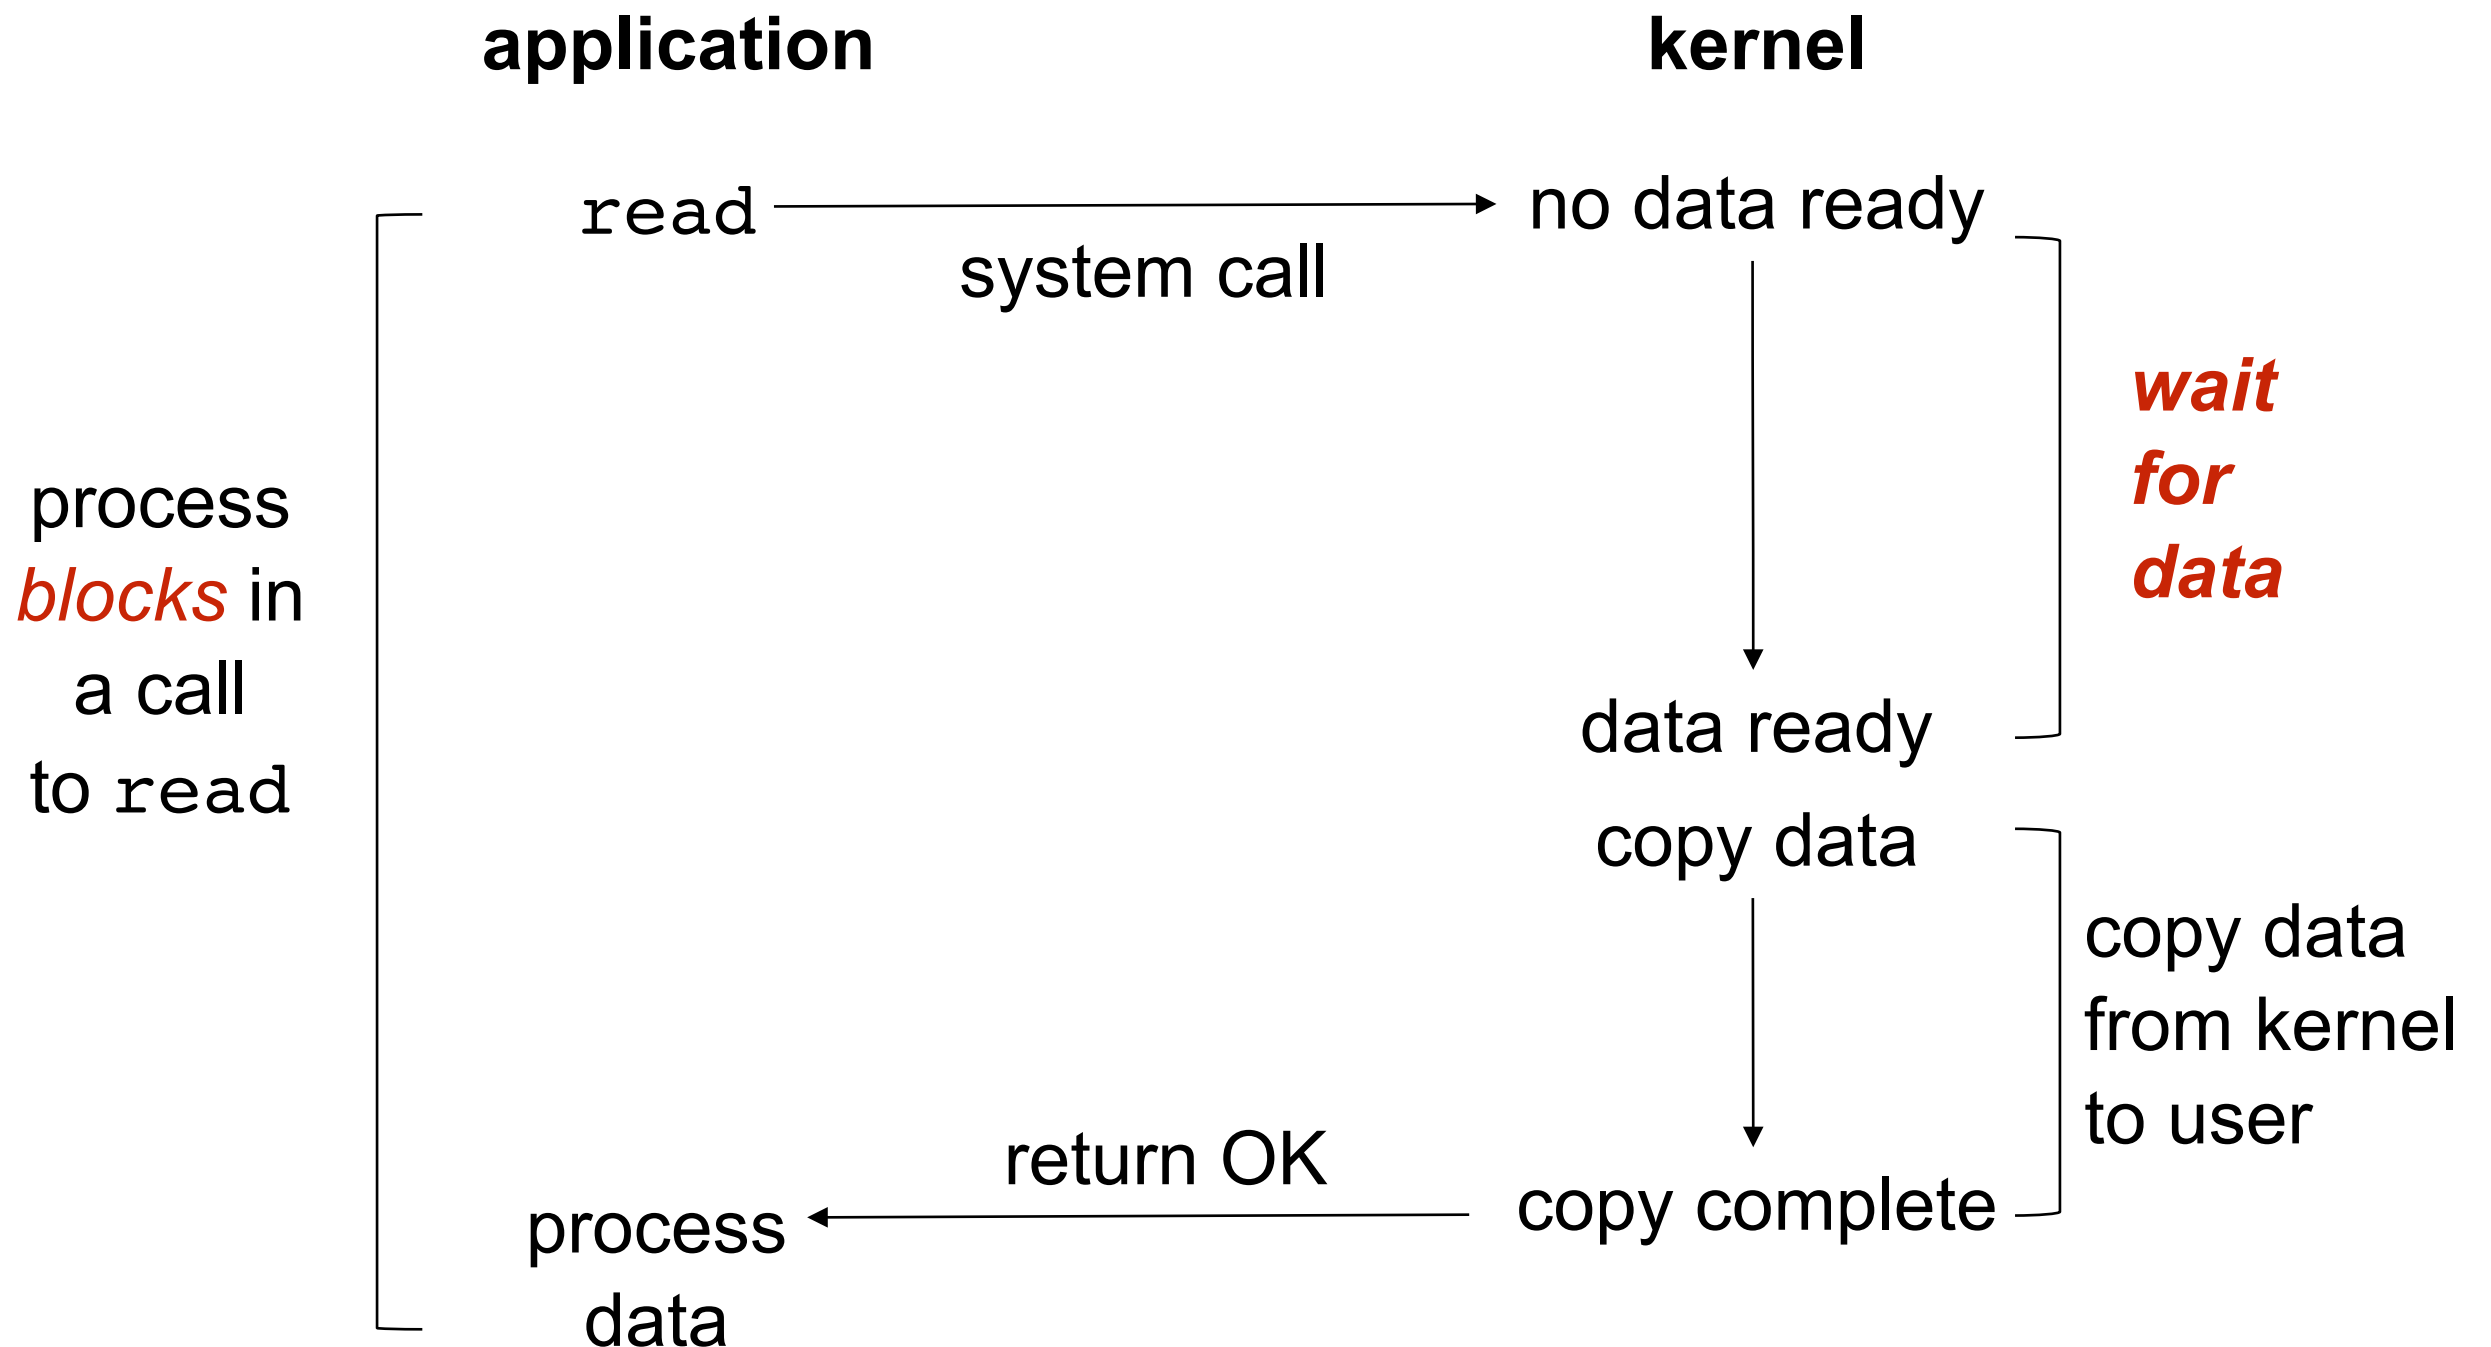 application
kernel
read
no data ready
system call
wait
for
data
process
blocks in
a call
to read
data ready
copy data
copy data
from kernel
to user
return OK
copy complete
process
data